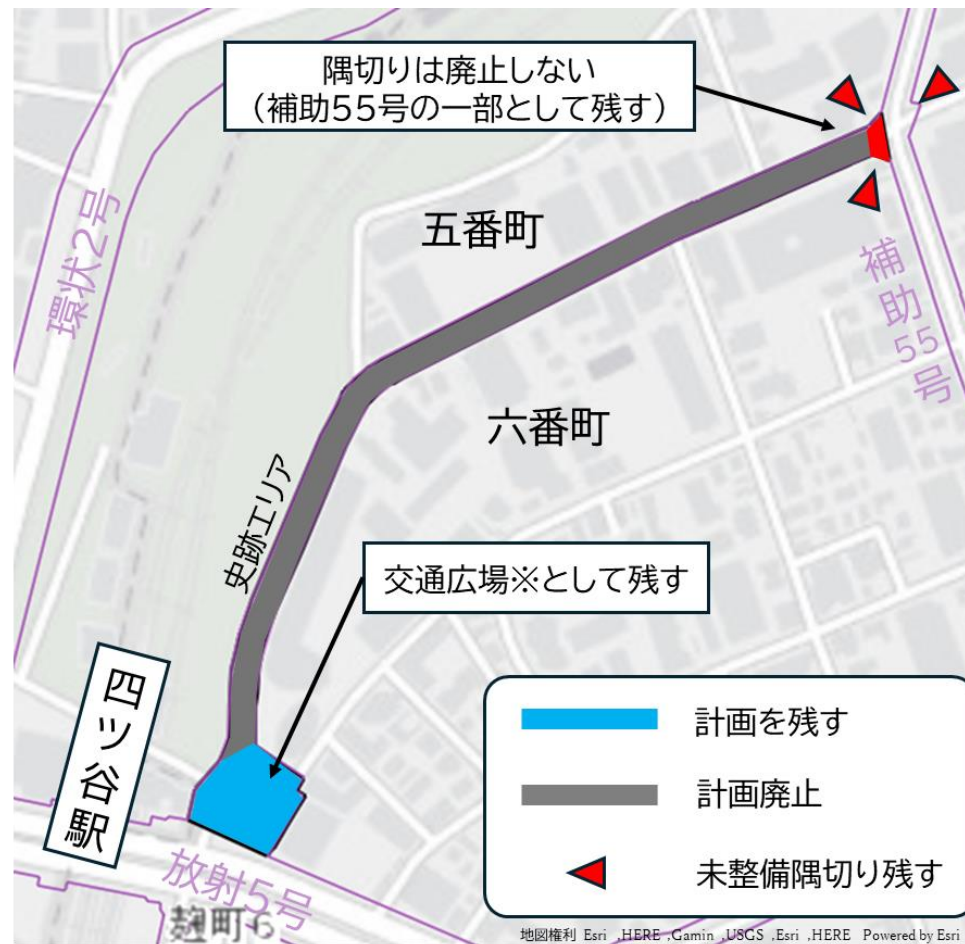 隅切りは廃止しない
（補助５５号の一部として残す）
環状２号
五番町
補助55号
六番町
史跡エリア
交通広場※として残す
四ツ谷駅
放射５号
麹町6
計画を残す
計画廃止
未整備隅切り残す
地図権利 Esri ,HERE ,Gamin ,USGS ,Esri ,HERE Powered by Esri